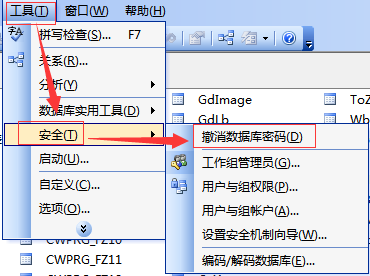 工具(T) 窗口(W) 帮助(H)
拼写检查(S)... F7
关系(R)...
分析(Y)
数据库实用工具(D)
安全(T)
启动(U)...
自定义(C)...
选项(O)...
撤消数据库密码(D)
工作组管理员(G)...
用户与组权限(P)...
用户与组帐户(A)...
设置安全机制向导(W)...
编码/解码数据库(E)...
GdImage ToZ
GdLb
CWPRG_FZ10
CWPRG_FZ11